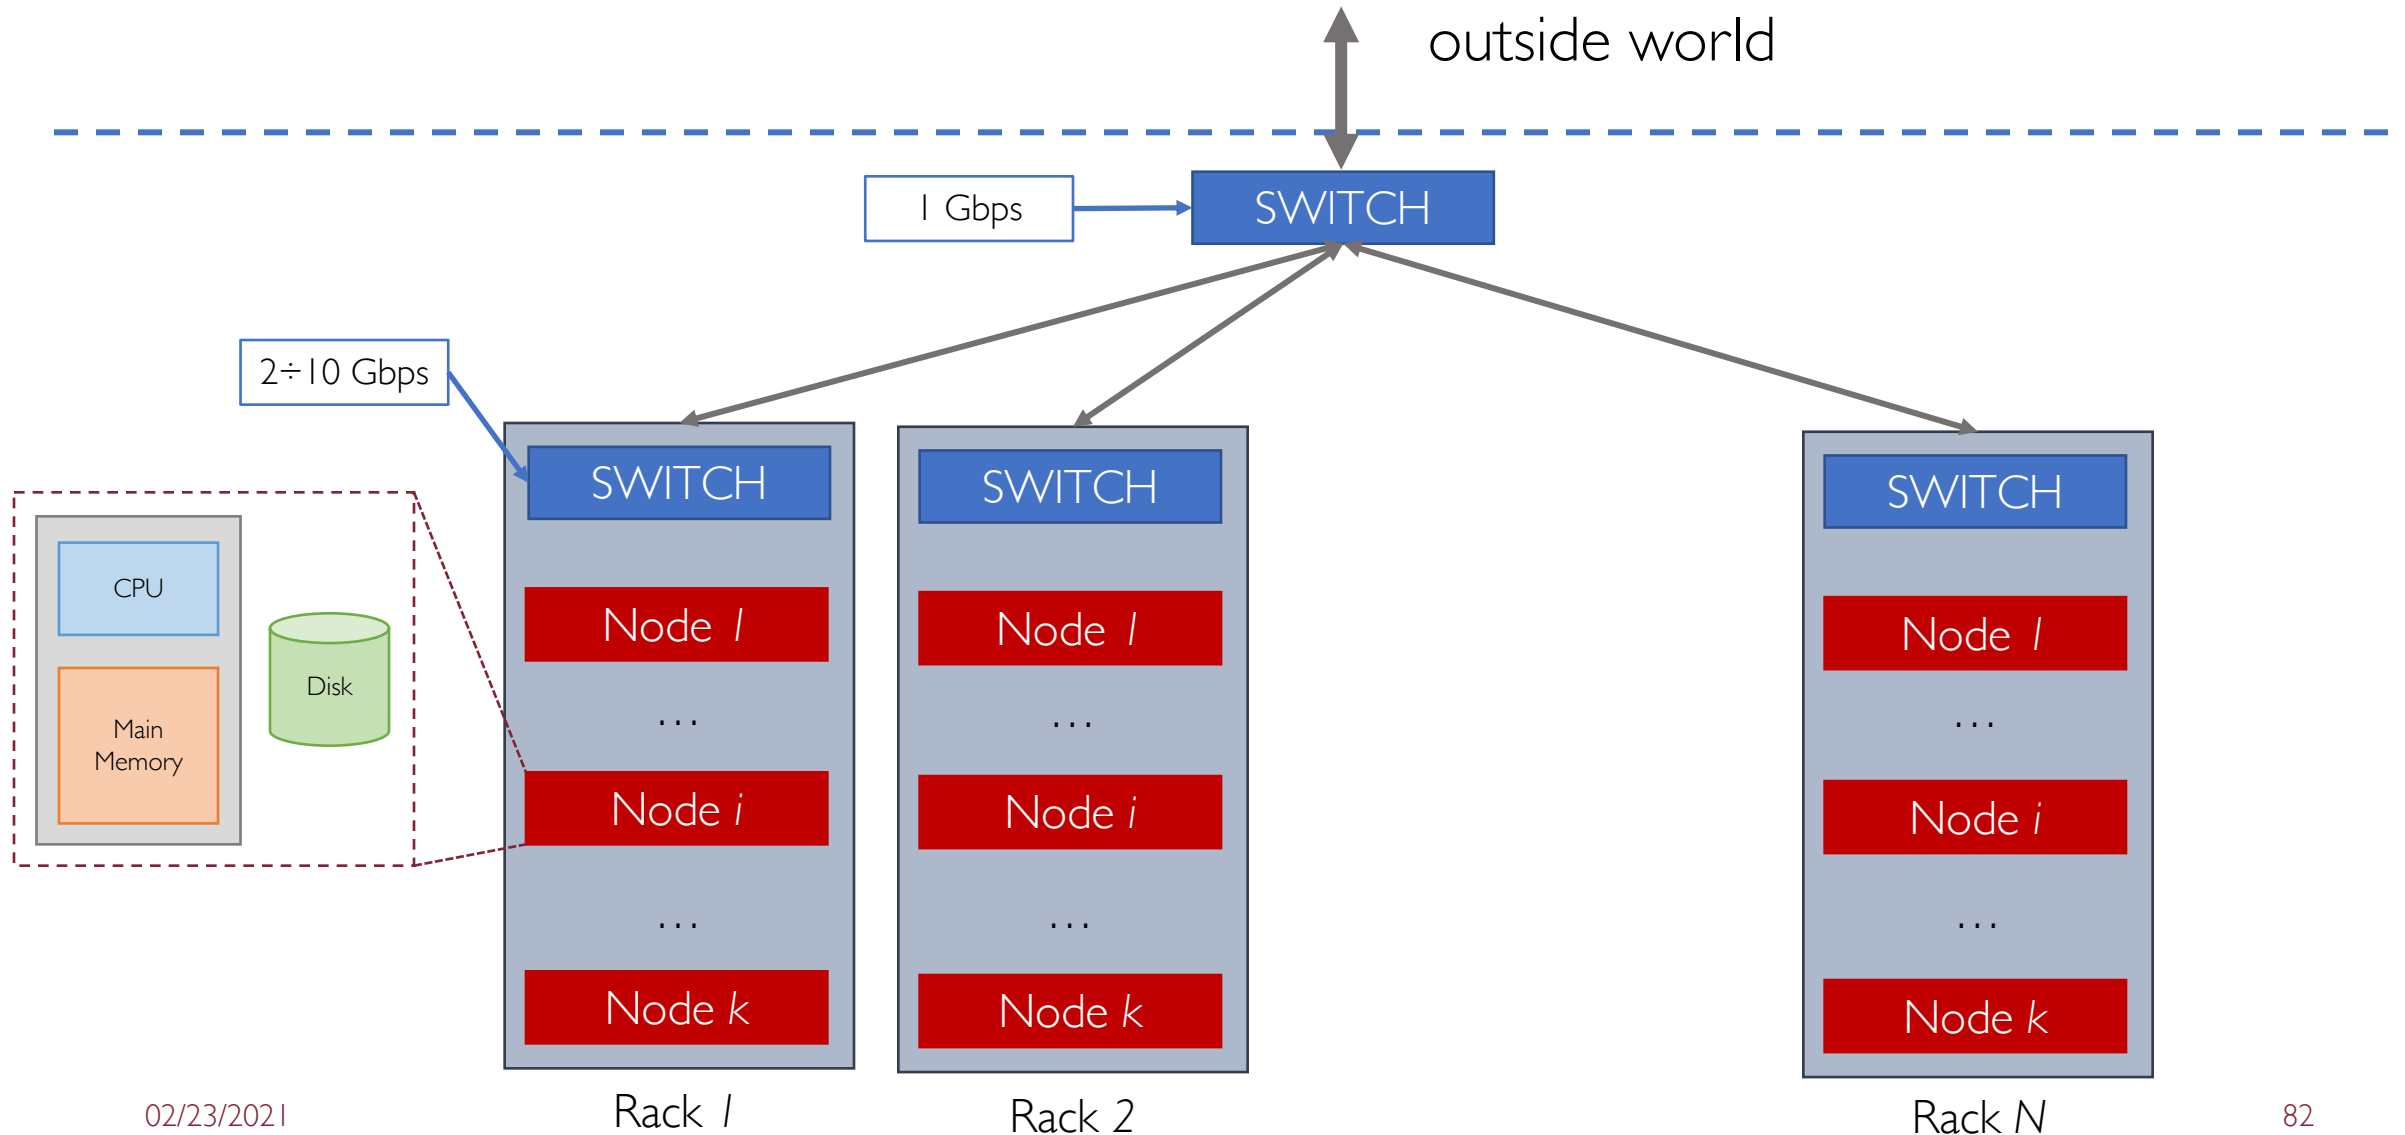 outside world
1 Gbps
SWITCH
2÷10 Gbps
SWITCH
SWITCH
SWITCH
CPU
Main
Memory
Disk
Node 1
...
Node i
...
Node k
Node 1
...
Node i
...
Node k
Node 1
...
Node i
...
Node k
Rack 1
Rack 2
Rack N
02/23/2021
82